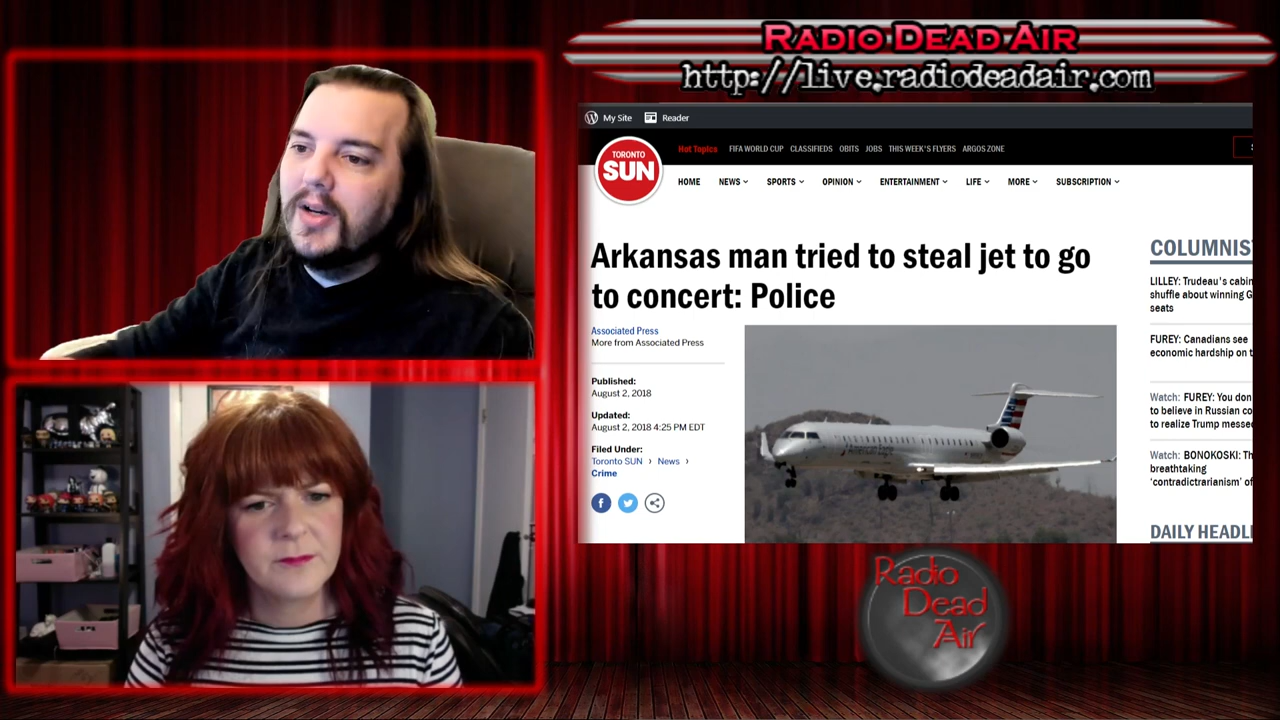 RADIO DEAD AIR
http://live.radiodeadair.com
My Site
Reader
TORONTO
SUN
Hot Topics
FIFA WORLD CUP
CLASSIFIEDS
OBITS
JOBS
THIS WEEK'S FLYERS
ARGOS ZONE
HOME
NEWS
SPORTS
OPINION
ENTERTAINMENT
LIFE
MORE
SUBSCRIPTION
Arkansas man tried to steal jet to go
to concert: Police
Associated Press
More from Associated Press
Published:
August 2, 2018
Updated:
August 2, 2018 4:25 PM EDT
Filed Under:
Toronto SUN › News ›
Crime
American Eagle
COLUMNIS
LILLEY: Trudeau's cabin
shuffle about winning G
seats
FUREY: Canadians see
economic hardship on t
Watch: FUREY: You don
to believe in Russian co
to realize Trump messe
Watch: BONOKOSKI: Th
breathtaking
'contradictrarianism' of
DAILY HEADL
Radio
Dead
Air